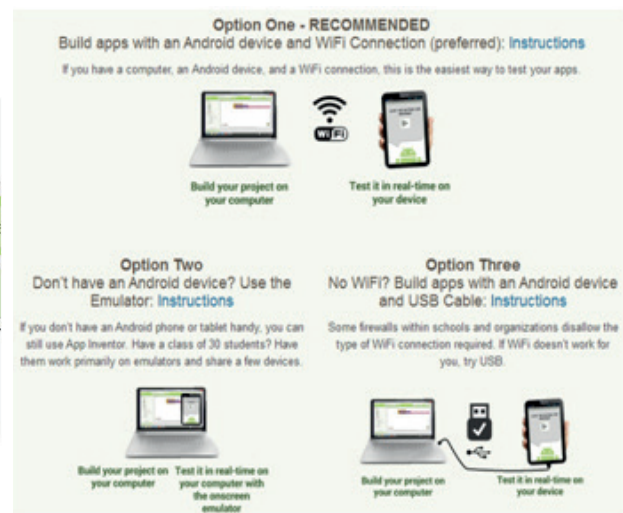 Option One - RECOMMENDED
Build apps with an Android device and WiFi Connection (preferred): Instructions
If you have a computer, an Android device, and a WiFi connection, this is the easiest way to test your apps.
WiFi
Build your project on
your computer
Test it in real-time on
your device
Option Two
Don't have an Android device? Use the
Emulator: Instructions
If you don't have an Android phone or tablet handy, you can
still use App Inventor. Have a class of 30 students? Have
them work primarily on emulators and share a few devices.
Build your project on
your computer
Test it in real-time on
your computer with
the onscreen
emulator
Option Three
No WiFi? Build apps with an Android device
and USB Cable: Instructions
Some firewalls within schools and organizations disallow the
type of WiFi connection required. If WiFi doesn't work for
you, try USB.
Build your project on
your computer
Test it in real-time on
your device